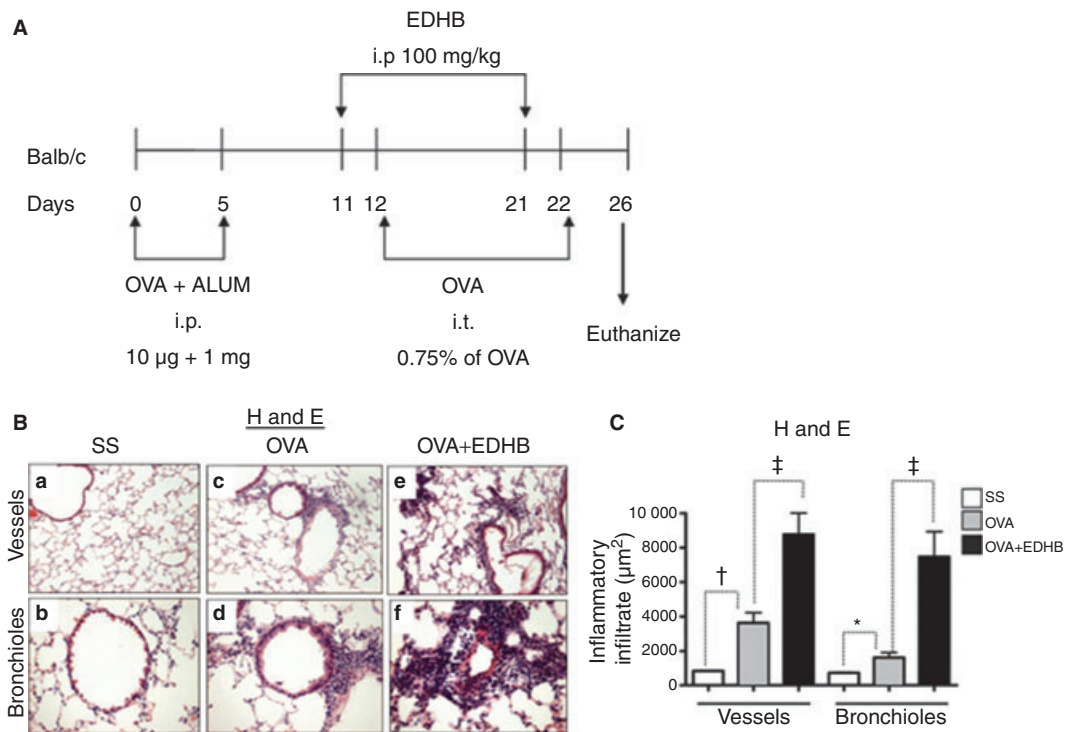 A
EDHB
i.p 100 mg/kg
Balb/c
Days 0 5 11 12 21 22 26
OVA + ALUM
i.p.
10 µg + 1 mg
OVA
i.t.
0.75% of OVA
Euthanize
B
H and E
SS OVA OVA+EDHB
Vessels
a c e
Bronchioles
b d f
C
H and E
Inflammatory
infiltrate (µm²)
10 000
8000
6000
4000
2000
0
† ‡ * ‡
SS
OVA
OVA+EDHB
Vessels Bronchioles